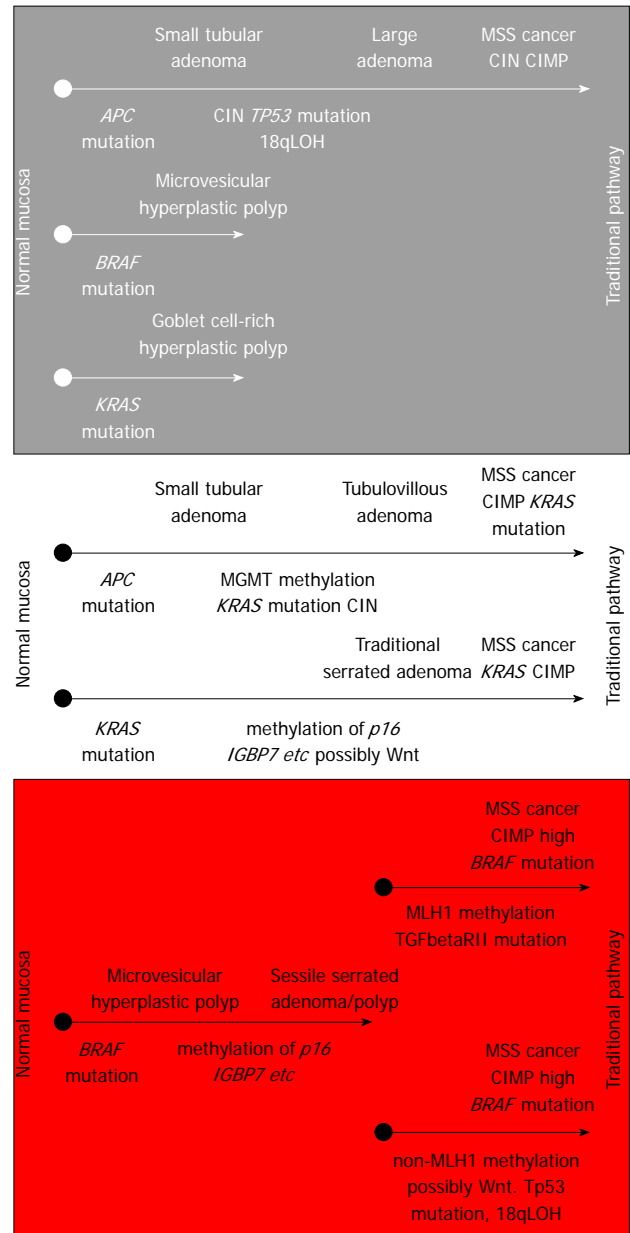 Small tubular
adenoma
Large
adenoma
MSS cancer
CIN CIMP
APC
mutation
CIN TP53 mutation
18qLOH
Microvesicular
hyperplastic polyp
BRAF
mutation
Goblet cell-rich
hyperplastic polyp
KRAS
mutation
Normal mucosa
Traditional pathway
Small tubular
adenoma
Tubulovillous
adenoma
MSS cancer
CIMP KRAS
mutation
APC
mutation
MGMT methylation
KRAS mutation CIN
Traditional
serrated adenoma
MSS cancer
KRAS CIMP
KRAS
mutation
methylation of p16
IGBP7 etc possibly Wnt
Normal mucosa
Traditional pathway
MSS cancer
CIMP high
BRAF mutation
MLH1 methylation
TGFbetaRII mutation
Microvesicular
hyperplastic polyp
Sessile serrated
adenoma/polyp
BRAF
mutation
methylation of p16
IGBP7 etc
MSS cancer
CIMP high
BRAF mutation
non-MLH1 methylation
possibly Wnt. Tp53
mutation, 18qLOH
Normal mucosa
Traditional pathway